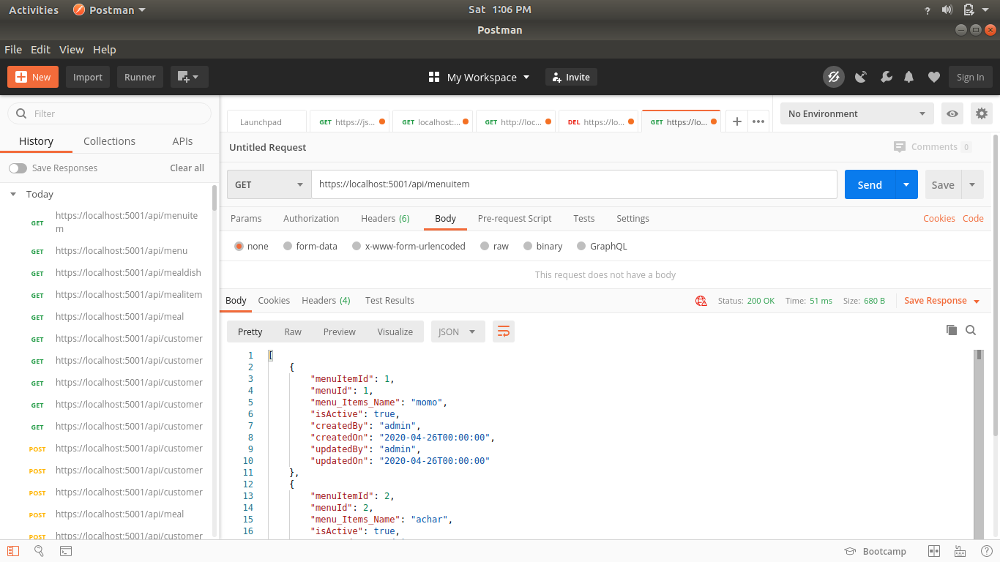 Activities Postman Sat 1:06 PM ?
Postman
File Edit View Help
New Import Runner My Workspace Invite Sign In
Filter
History Collections APIs
Save Responses Clear all
Today
GET https://localhost:5001/api/menuite
m
GET https://localhost:5001/api/menu
GET https://localhost:5001/api/mealdish
GET https://localhost:5001/api/mealitem
GET https://localhost:5001/api/meal
GET https://localhost:5001/api/customer
GET https://localhost:5001/api/customer
GET https://localhost:5001/api/customer
GET https://localhost:5001/api/customer
GET https://localhost:5001/api/customer
POST https://localhost:5001/api/customer
POST https://localhost:5001/api/customer
POST https://localhost:5001/api/customer
POST https://localhost:5001/api/meal
POST https://localhost:5001/api/customer
Launchpad GET https://js... GET localhost:... GET http://loc... DEL https://lo... GET https://lo... + ••• No Environment
Untitled Request Comments 0
GET https://localhost:5001/api/menuitem Send Save
Params Authorization Headers (6) Body Pre-request Script Tests Settings Cookies Code
none form-data x-www-form-urlencoded raw binary GraphQL
This request does not have a body
Body Cookies Headers (4) Test Results Status: 200 OK Time: 51 ms Size: 680 B Save Response
Pretty Raw Preview Visualize JSON
1 [
2 {
3 "menuItemId": 1,
4 "menuId": 1,
5 "menu_Items_Name": "momo",
6 "isActive": true,
7 "createdBy": "admin",
8 "createdOn": "2020-04-26T00:00:00",
9 "updatedBy": "admin",
10 "updatedOn": "2020-04-26T00:00:00"
11 },
12 {
13 "menuItemId": 2,
14 "menuId": 2,
15 "menu_Items_Name": "achar",
16 "isActive": true,
Bootcamp ?